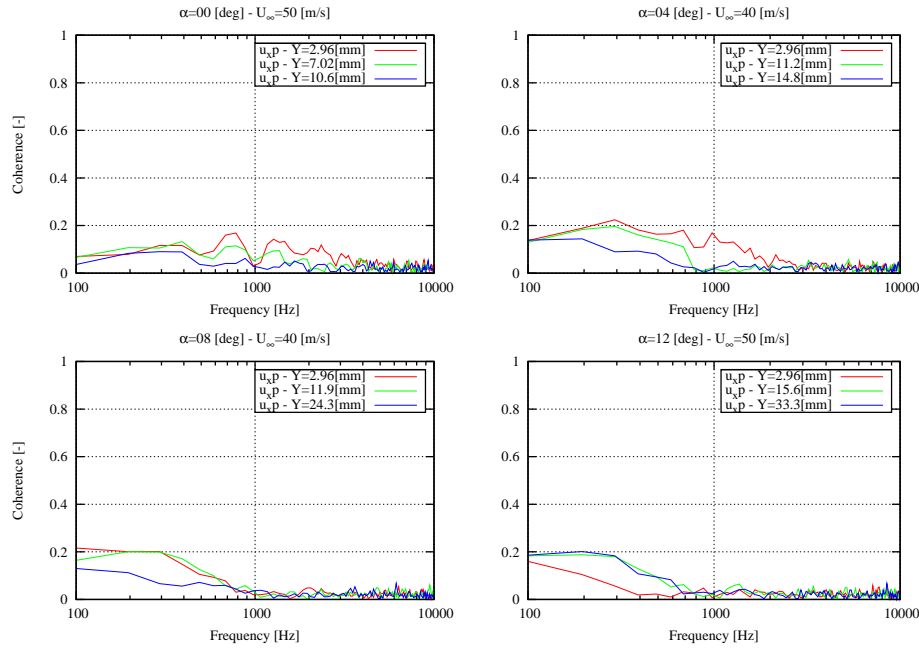 α=00 [deg] - U∞=50 [m/s]
1
0.8
0.6
0.4
0.2
0
Coherence [-]
100
1000
10000
Frequency [Hz]
uxp - Y=2.96[mm]
uxp - Y=7.02[mm]
uxp - Y=10.6[mm]
α=04 [deg] - U∞=40 [m/s]
1
0.8
0.6
0.4
0.2
0
100
1000
10000
Frequency [Hz]
uxp - Y=2.96[mm]
uxp - Y=11.2[mm]
uxp - Y=14.8[mm]
α=08 [deg] - U∞=40 [m/s]
1
0.8
0.6
0.4
0.2
0
Coherence [-]
100
1000
10000
Frequency [Hz]
uxp - Y=2.96[mm]
uxp - Y=11.9[mm]
uxp - Y=24.3[mm]
α=12 [deg] - U∞=50 [m/s]
1
0.8
0.6
0.4
0.2
0
100
1000
10000
Frequency [Hz]
uxp - Y=2.96[mm]
uxp - Y=15.6[mm]
uxp - Y=33.3[mm]